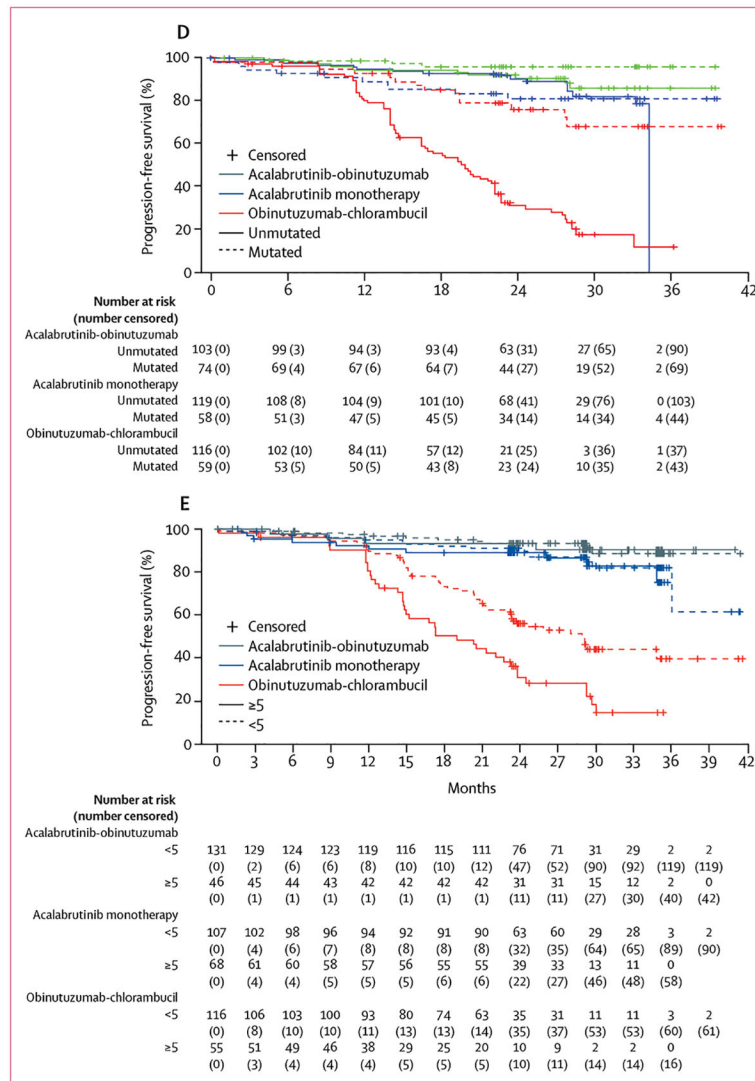 D
100
80
60
40
20
0
Progression-free survival (%)
Censored
Acalabrutinib-obinutuzumab
Acalabrutinib monotherapy
Obinutuzumab-chlorambucil
Unmutated
Mutated
0 6 12 18 24 30 36 42
Number at risk
(number censored)
Acalabrutinib-obinutuzumab
Unmutated 103 (0) 99 (3) 94 (3) 93 (4) 63 (31) 27 (65) 2 (90)
Mutated 74 (0) 69 (4) 67 (6) 64 (7) 44 (27) 19 (52) 2 (69)
Acalabrutinib monotherapy
Unmutated 119 (0) 108 (8) 104 (9) 101 (10) 68 (41) 29 (76) 0 (103)
Mutated 58 (0) 51 (3) 47 (5) 45 (5) 34 (14) 14 (34) 4 (44)
Obinutuzumab-chlorambucil
Unmutated 116 (0) 102 (10) 84 (11) 57 (12) 21 (25) 3 (36) 1 (37)
Mutated 59 (0) 53 (5) 50 (5) 43 (8) 23 (24) 10 (35) 2 (43)
E
100
80
60
40
20
0
Progression-free survival (%)
Censored
Acalabrutinib-obinutuzumab
Acalabrutinib monotherapy
Obinutuzumab-chlorambucil
≥5
<5
0 3 6 9 12 15 18 21 24 27 30 33 36 39 42
Months
Number at risk
(number censored)
Acalabrutinib-obinutuzumab
<5 131 129 124 123 119 116 115 111 76 71 31 29 2 2
(0) (2) (6) (6) (8) (10) (10) (12) (47) (52) (90) (92) (119) (119)
≥5 46 45 44 43 42 42 42 42 31 31 15 12 2 0
(0) (1) (1) (1) (1) (1) (1) (1) (11) (11) (27) (30) (40) (42)
Acalabrutinib monotherapy
<5 107 102 98 96 94 92 91 90 63 60 29 28 3 2
(0) (4) (6) (7) (8) (8) (8) (8) (32) (35) (64) (65) (89) (90)
≥5 68 61 60 58 57 56 55 55 39 33 13 11 0
(0) (4) (4) (5) (5) (5) (6) (6) (22) (27) (46) (48) (58)
Obinutuzumab-chlorambucil
<5 116 106 103 100 93 80 74 63 35 31 11 11 3 2
(0) (8) (10) (10) (11) (13) (13) (14) (35) (37) (53) (53) (60) (61)
≥5 55 51 49 46 38 29 25 20 10 9 2 2 0
(0) (3) (4) (4) (4) (5) (5) (5) (10) (11) (14) (14) (16)